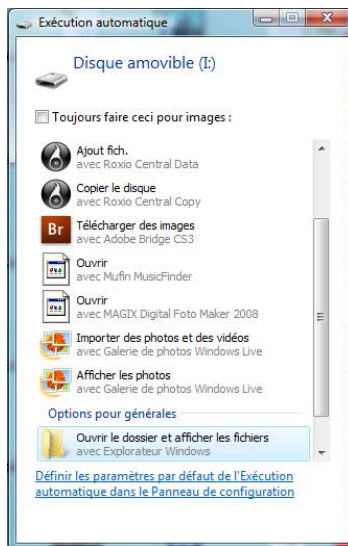 Exécution automatique
Disque amovible (I:)
Toujours faire ceci pour images :
Ajout fich.
avec Roxio Central Data
Copier le disque
avec Roxio Central Copy
Br
Télécharger des images
avec Adobe Bridge CS3
Ouvrir
avec Mufin MusicFinder
Ouvrir
avec MAGIX Digital Foto Maker 2008
Importer des photos et des vidéos
avec Galerie de photos Windows Live
Afficher les photos
avec Galerie de photos Windows Live
Options pour générales
Ouvrir le dossier et afficher les fichiers
avec Explorateur Windows
Définir les paramètres par défaut de l'Exécution
automatique dans le Panneau de configuration